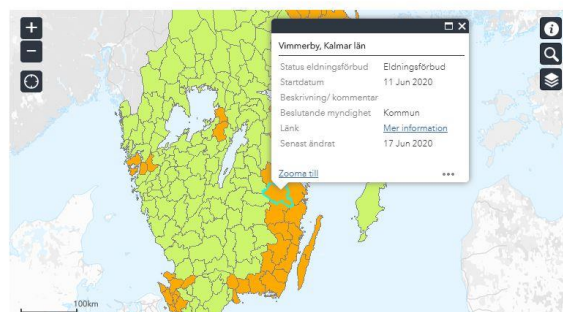 Vimmerby, Kalmar län
Status eldningsförbud Eldningsförbud
Startdatum 11 Jun 2020
Beskrivning/ kommentar
Beslutande myndighet Kommun
Länk Mer information
Senast ändrat 17 Jun 2020
Zooma till
100km